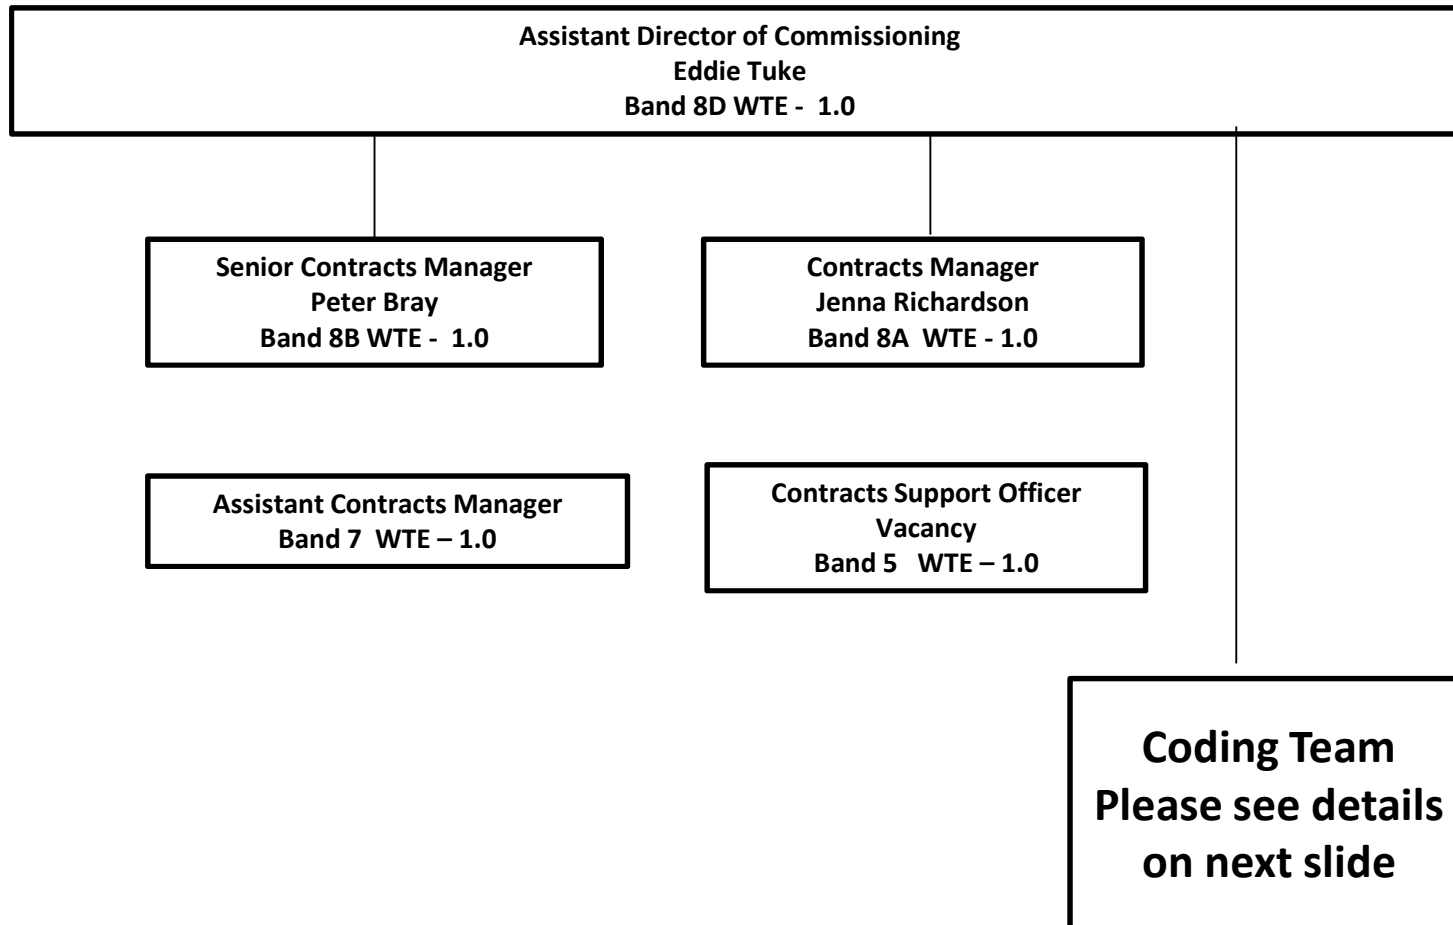 Assistant Director of Commissioning
Eddie Tuke
Band 8D WTE - 1.0
Senior Contracts Manager
Peter Bray
Band 8B WTE - 1.0
Contracts Manager
Jenna Richardson
Band 8A WTE - 1.0
Assistant Contracts Manager
Band 7 WTE – 1.0
Contracts Support Officer
Vacancy
Band 5 WTE – 1.0
Coding Team
Please see details
on next slide